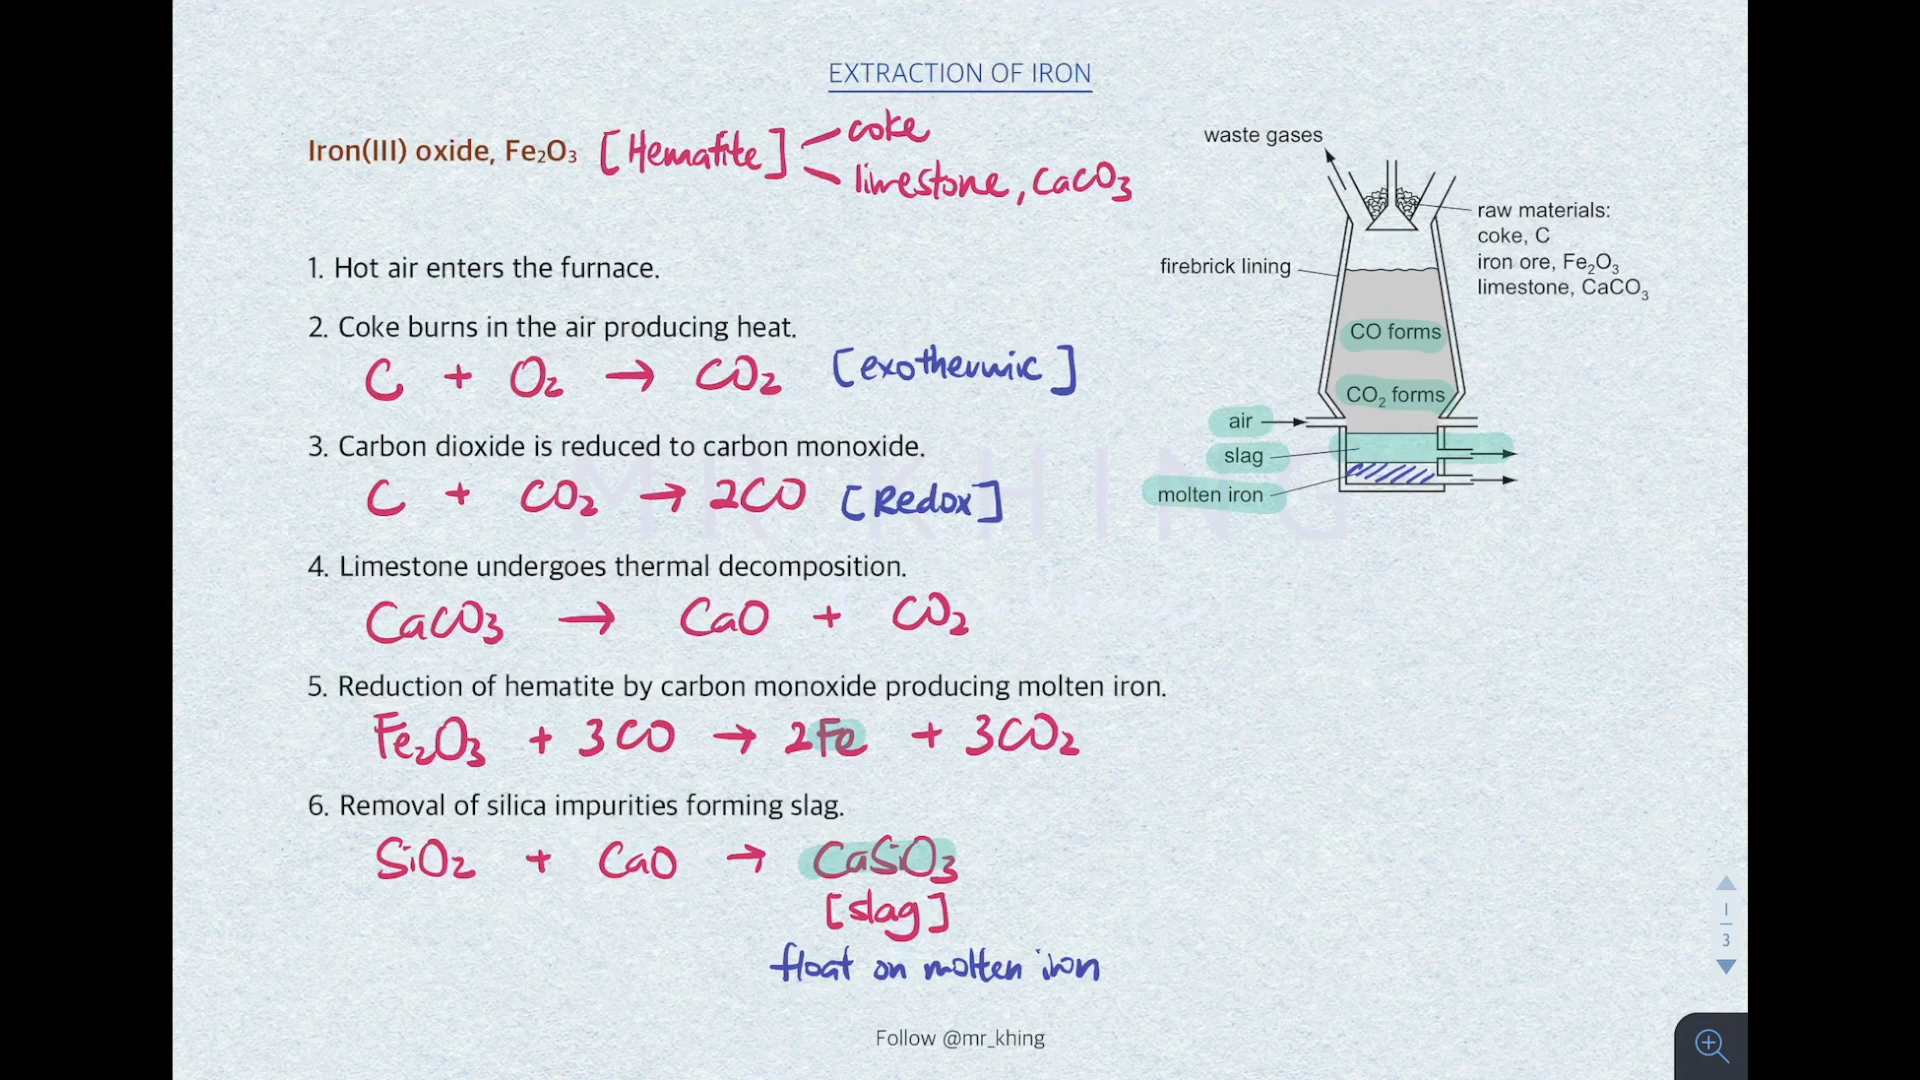 EXTRACTION OF IRON
Iron(III) oxide, Fe₂O₃ [Hematite] coke
limestone, CaCO₃
1. Hot air enters the furnace.
2. Coke burns in the air producing heat.
C + O₂ → CO₂ [exothermic]
3. Carbon dioxide is reduced to carbon monoxide.
C + CO₂ → 2CO [Redox]
4. Limestone undergoes thermal decomposition.
CaCO₃ → CaO + CO₂
5. Reduction of hematite by carbon monoxide producing molten iron.
Fe₂O₃ + 3CO → 2Fe + 3CO₂
6. Removal of silica impurities forming slag.
SiO₂ + CaO → CaSiO₃
[slag]
float on molten iron
waste gases
raw materials:
coke, C
iron ore, Fe₂O₃
limestone, CaCO₃
firebrick lining
CO forms
CO₂ forms
air
slag
molten iron
MR KHING
Follow @mr_khing
1
3